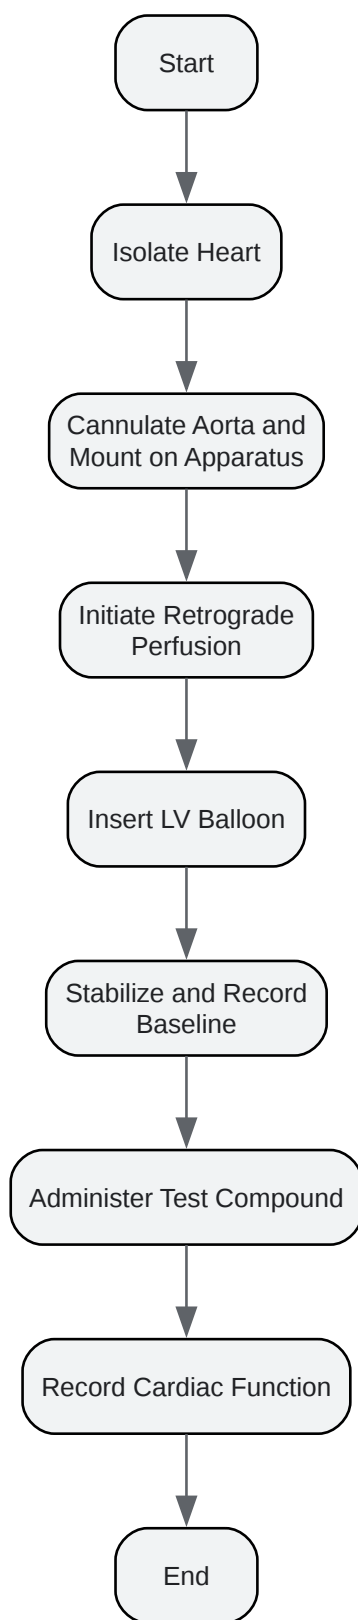 Start
Isolate Heart
Cannulate Aorta and
Mount on Apparatus
Initiate Retrograde
Perfusion
Insert LV Balloon
Stabilize and Record
Baseline
Administer Test Compound
Record Cardiac Function
End